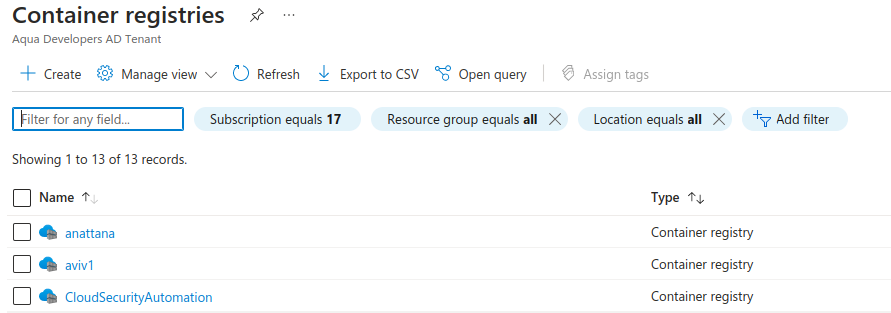 Container registries
Aqua Developers AD Tenant
Create Manage view Refresh Export to CSV Open query Assign tags
Filter for any field... Subscription equals 17 Resource group equals all Location equals all Add filter
Showing 1 to 13 of 13 records.
Name Type
anattana Container registry
aviv1 Container registry
CloudSecurityAutomation Container registry